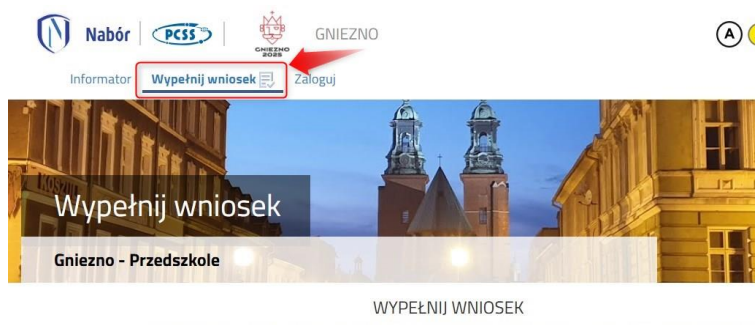 Nabór PCSS GNIEZNO 2025 GNIEZNO A
Informator Wypełnij wniosek Zaloguj
Wypełnij wniosek
Gniezno - Przedszkole
WYPEŁNIJ WNIOSEK